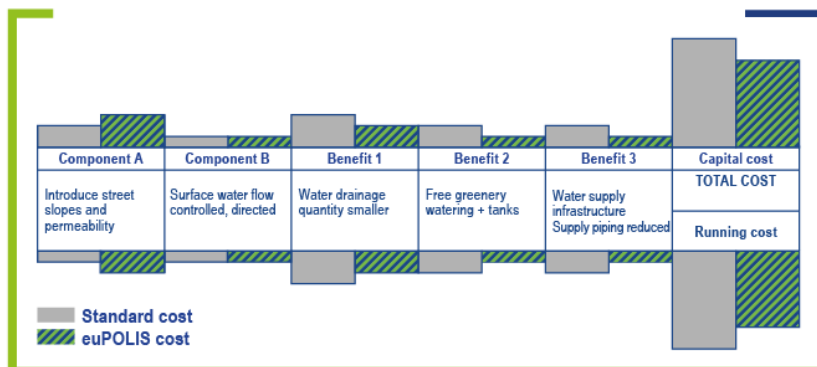 Component A
Component B
Benefit 1
Benefit 2
Benefit 3
Capital cost
Introduce street
slopes and
permeability
Surface water flow
controlled, directed
Water drainage
quantity smaller
Free greenery
watering + tanks
Water supply
infrastructure
Supply piping reduced
TOTAL COST
Running cost
Standard cost
euPOLIS cost